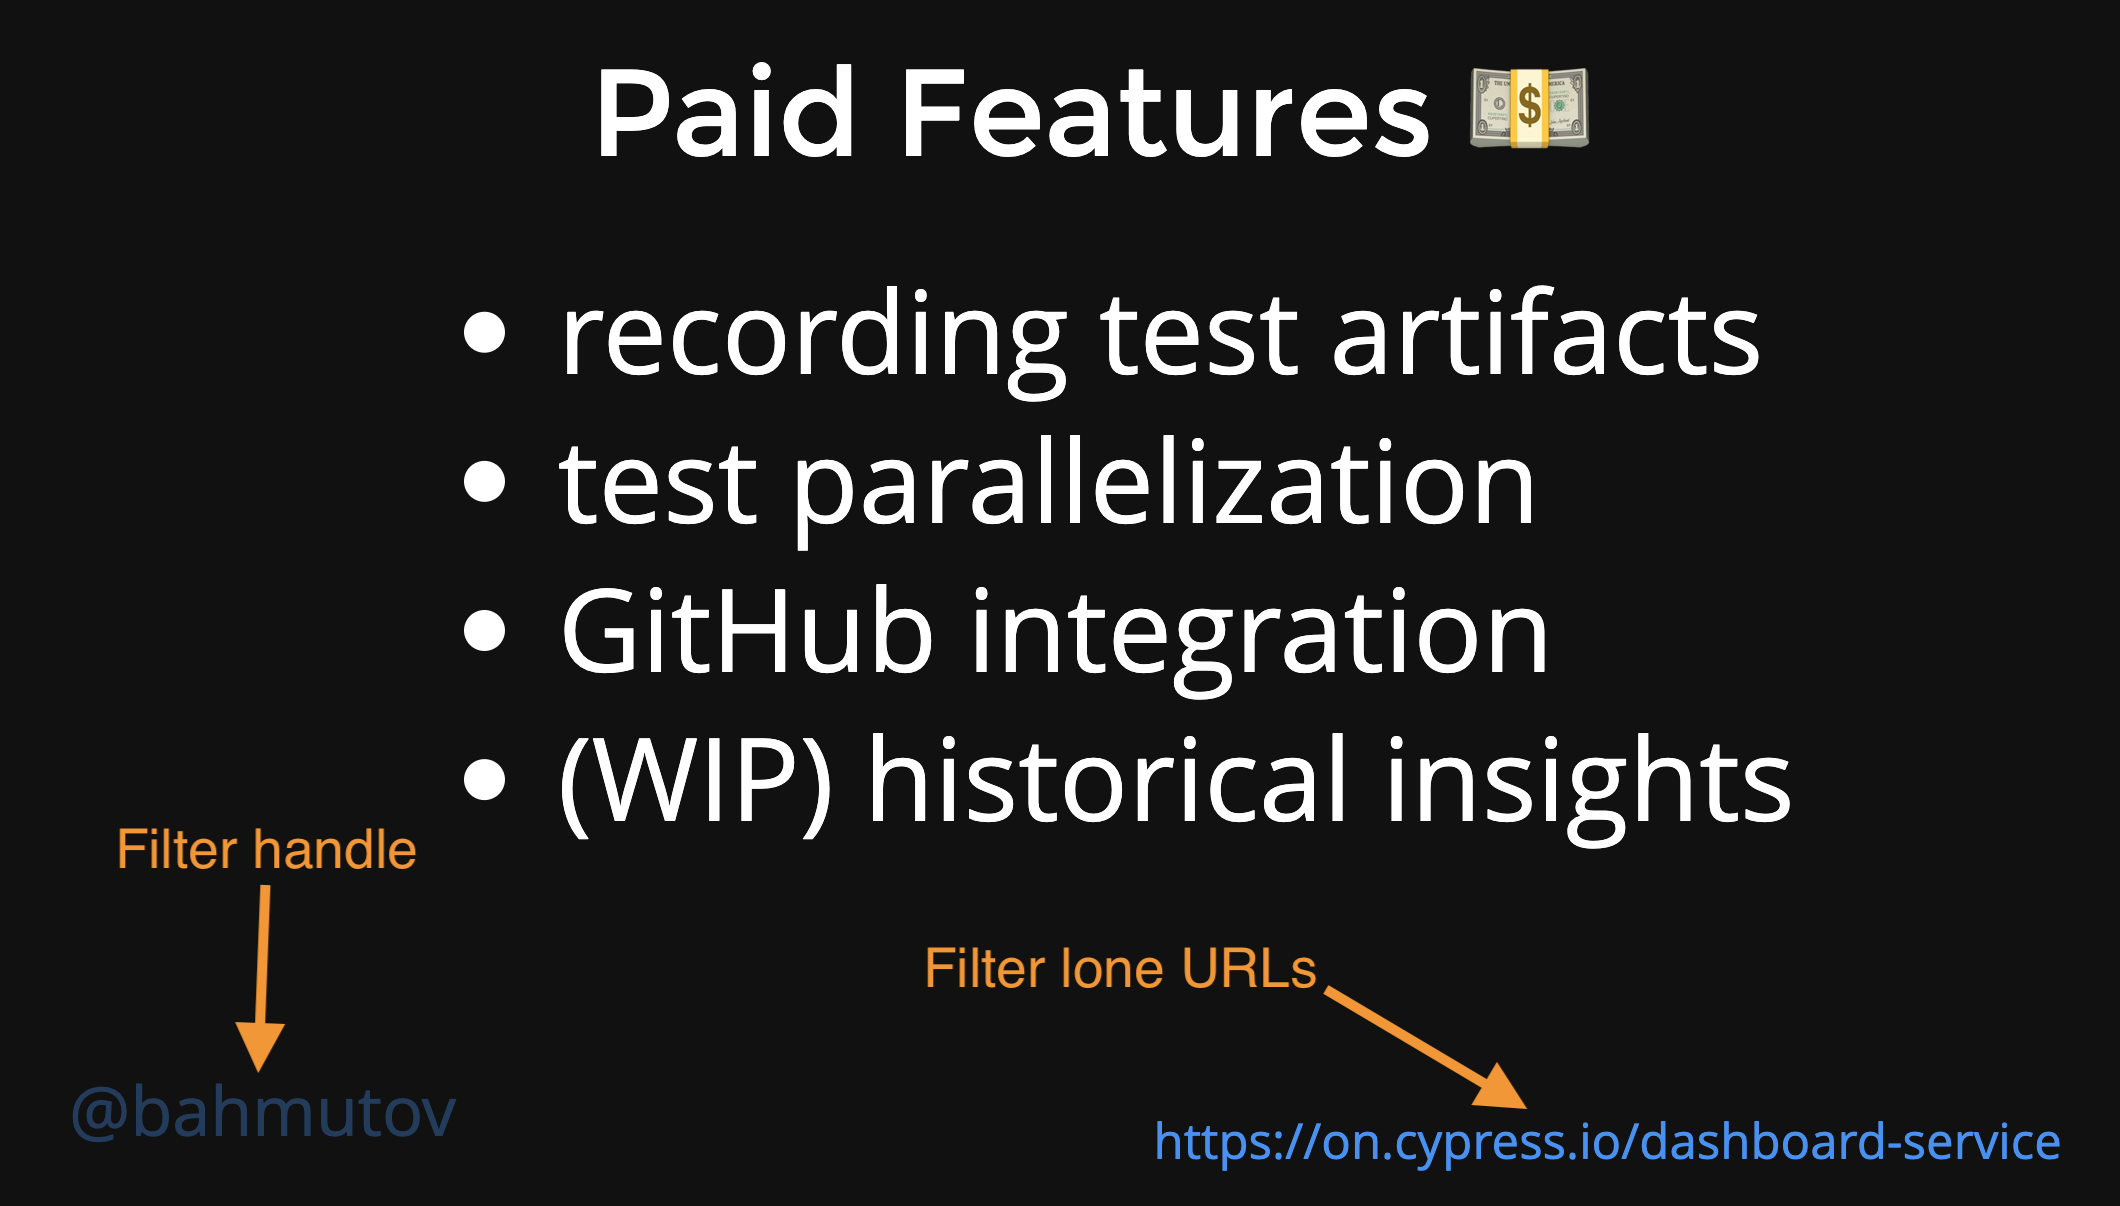 Paid Features 💵
• recording test artifacts
• test parallelization
• GitHub integration
• (WIP) historical insights
Filter handle
Filter lone URLs
@bahmutov
https://on.cypress.io/dashboard-service